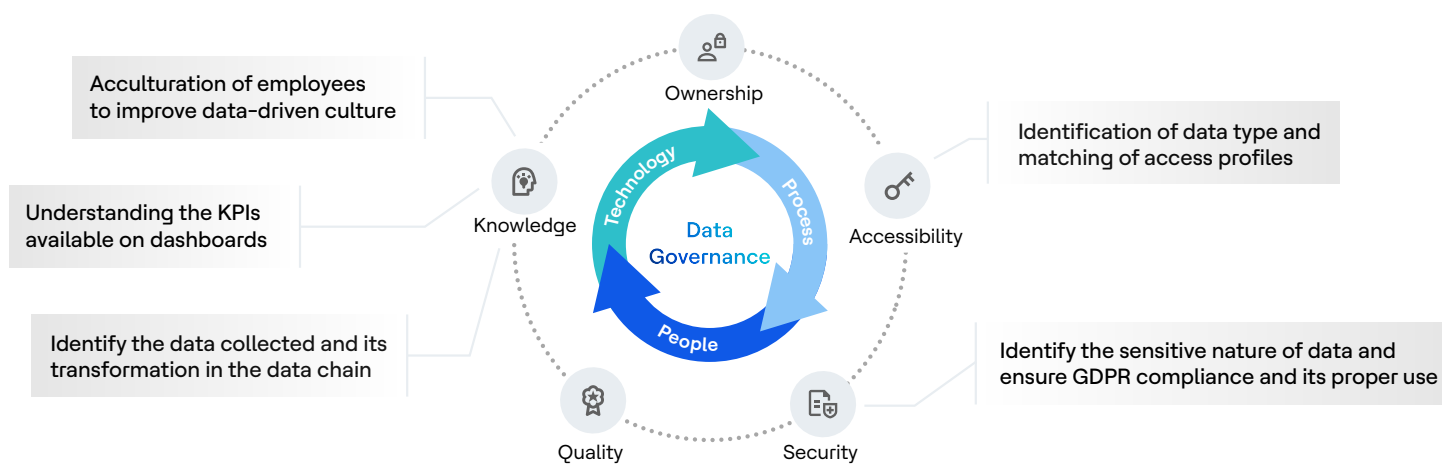 Ownership
Acculturation of employees
to improve data-driven culture
Identification of data type and
matching of access profiles
Technology
Process
Understanding the KPIs
available on dashboards
Knowledge
Data
Governance
Accessibility
Identify the data collected and its
transformation in the data chain
People
Identify the sensitive nature of data and
ensure GDPR compliance and its proper use
Quality
Security